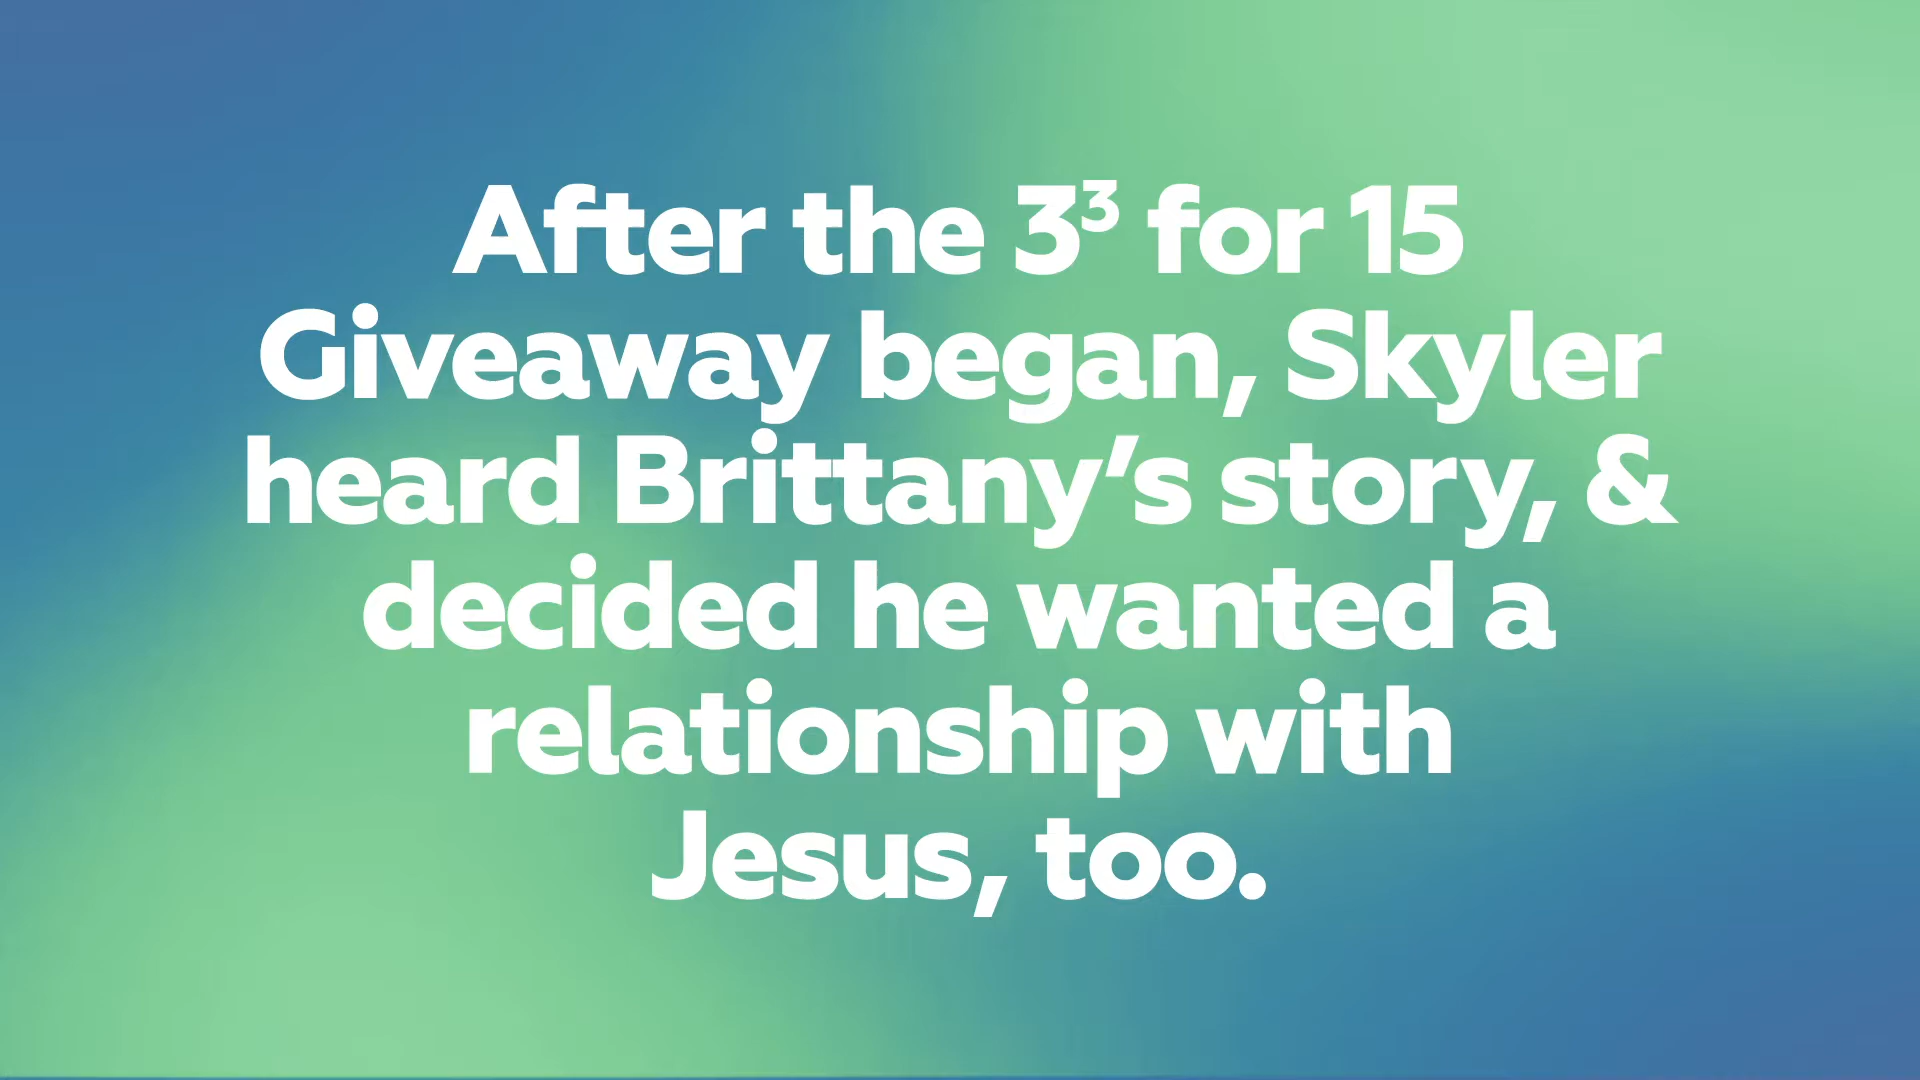 After the 3³ for 15
Giveaway began, Skyler
heard Brittany’s story, &
decided he wanted a
relationship with
Jesus, too.